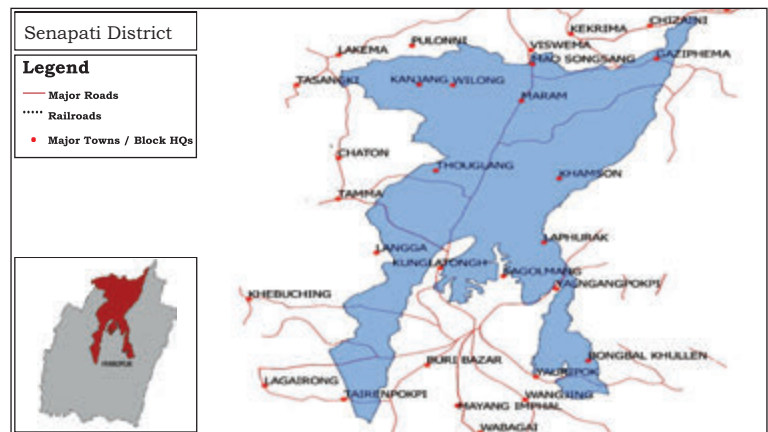 Senapati District
Legend
Major Roads
Railroads
Major Towns / Block HQs
CHIZAINI
KEKRIMA
PULONNI
VISWEMA
LAKEMA
MAO SONGSANG
GAZIPHEMA
TASANGKI
KANJANG WILONG
MARAM
CHATON
THOUGLANG
KHAMSON
TAMMA
LAPHURAK
LANGGA
KUNGLATONGH
SAGOLMANG
YAINGANGPOKPI
KHEBUCHING
BURI BAZAR
BONGBAL KHULLEN
YAIRIPOK
LAGAIRONG
TAIRENPOKPI
WANGJING
MAYANG IMPHAL
WABAGAI